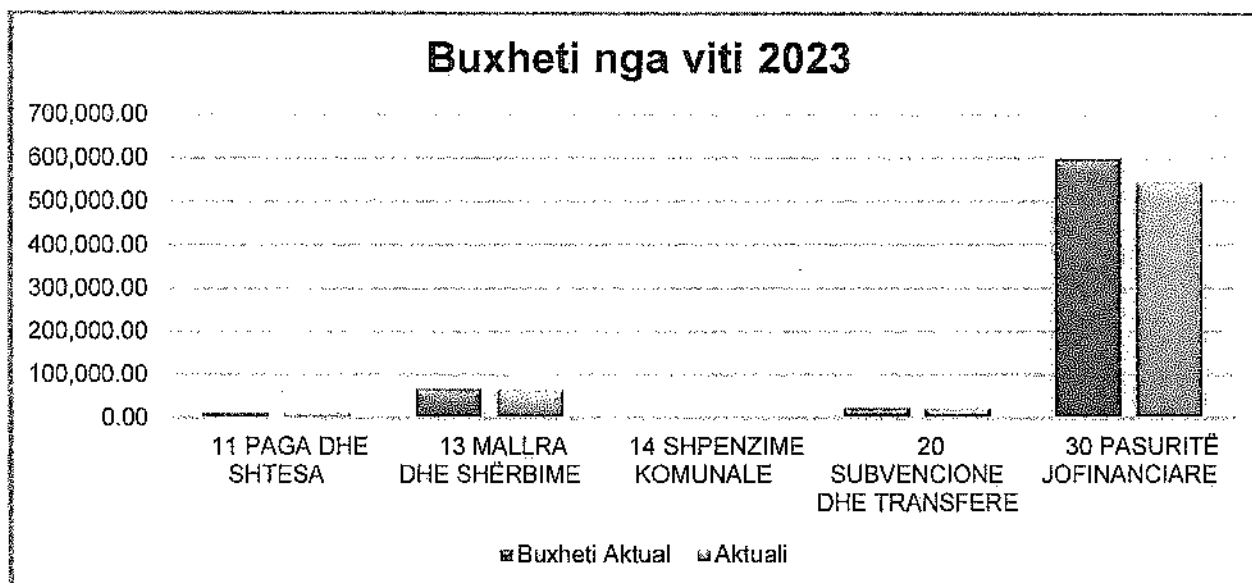 Buxheti nga viti 2023
700,000.00
600,000.00
500,000.00
400,000.00
300,000.00
200,000.00
100,000.00
0.00
11 PAGA DHE SHTESA
13 MALLRA DHE SHËRBIME
14 SHPENZIME KOMUNALE
20 SUBVENCIONE DHE TRANSFERE
30 PASURITË JOFINANCIARE
Buxheti Aktual
Aktuali